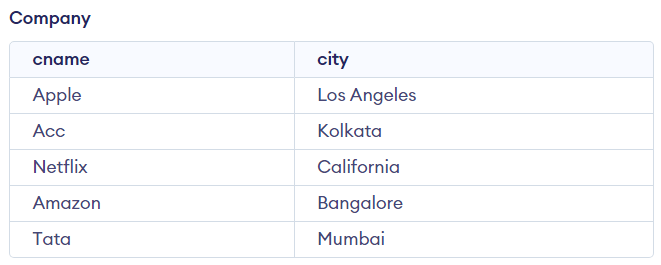 Company
cname city
Apple Los Angeles
Acc Kolkata
Netflix California
Amazon Bangalore
Tata Mumbai